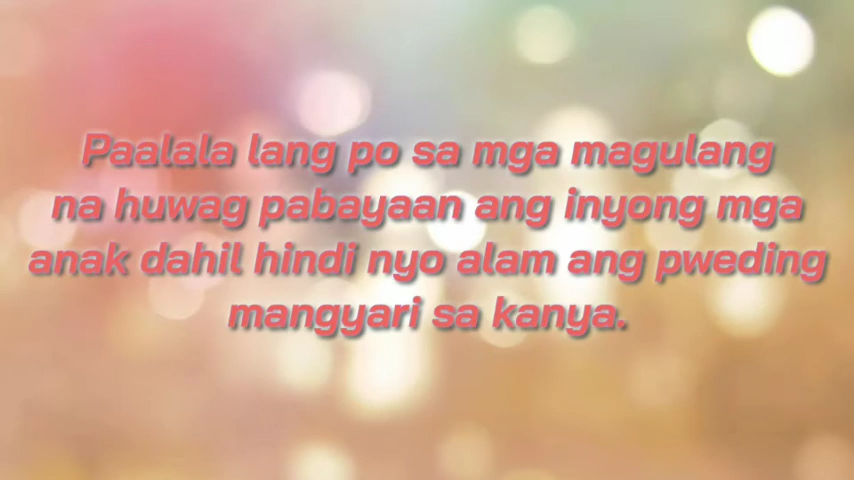 Paalala lang po sa mga magulang
na huwag pabayaan ang inyong mga
anak dahil hindi nyo alam ang pweding
mangyari sa kanya.